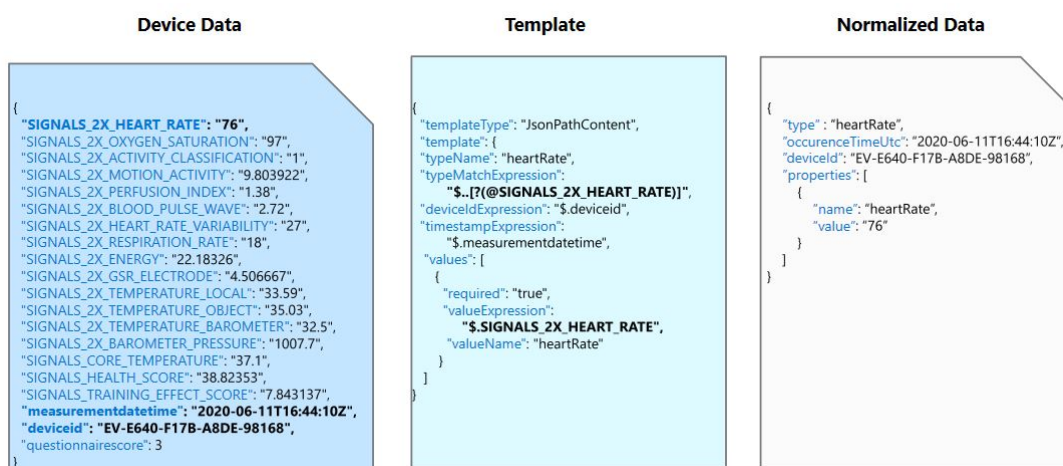 Device Data
{
"SIGNALS_2X_HEART_RATE": "76",
"SIGNALS_2X_OXYGEN_SATURATION": "97",
"SIGNALS_2X_ACTIVITY_CLASSIFICATION": "1",
"SIGNALS_2X_MOTION_ACTIVITY": "9.803922",
"SIGNALS_2X_PERFUSION_INDEX": "1.38",
"SIGNALS_2X_BLOOD_PULSE_WAVE": "2.72",
"SIGNALS_2X_HEART_RATE_VARIABILITY": "27",
"SIGNALS_2X_RESPIRATION_RATE": "18",
"SIGNALS_2X_ENERGY": "22.18326",
"SIGNALS_2X_GSR_ELECTRODE": "4.506667",
"SIGNALS_2X_TEMPERATURE_LOCAL": "33.59",
"SIGNALS_2X_TEMPERATURE_OBJECT": "35.03",
"SIGNALS_2X_TEMPERATURE_BAROMETER": "32.5",
"SIGNALS_2X_BAROMETER_PRESSURE": "1007.7",
"SIGNALS_CORE_TEMPERATURE": "37.1",
"SIGNALS_HEALTH_SCORE": "38.82353",
"SIGNALS_TRAINING_EFFECT_SCORE": "7.843137",
"measurementdatetime": "2020-06-11T16:44:10Z",
"deviceid": "EV-E640-F17B-A8DE-98168",
"questionnairescore": 3
}
Template
{
"templateType": "JsonPathContent",
"template": {
"typeName": "heartRate",
"typeMatchExpression":
"$..[?(@SIGNALS_2X_HEART_RATE)]",
"deviceIdExpression": "$.deviceid",
"timestampExpression":
"$.measurementdatetime",
"values": [
{
"required": "true",
"valueExpression":
"$.SIGNALS_2X_HEART_RATE",
"valueName": "heartRate"
}
]
}
Normalized Data
{
"type" : "heartRate",
"occurenceTimeUtc": "2020-06-11T16:44:10Z",
"deviceId": "EV-E640-F17B-A8DE-98168",
"properties": [
{
"name": "heartRate",
"value": "76"
}
]
}